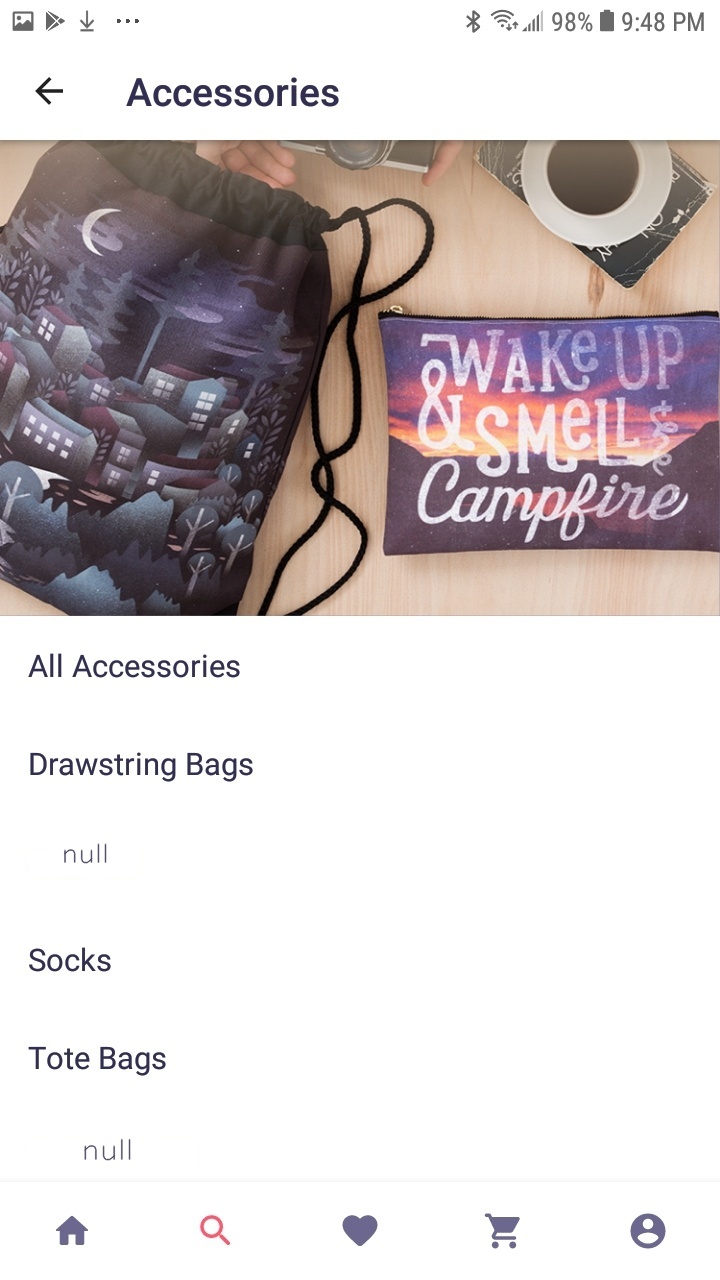 98% 9:48 PM
Accessories
WAKE UP
& SMELL
the
Campfire
All Accessories
Drawstring Bags
null
Socks
Tote Bags
null